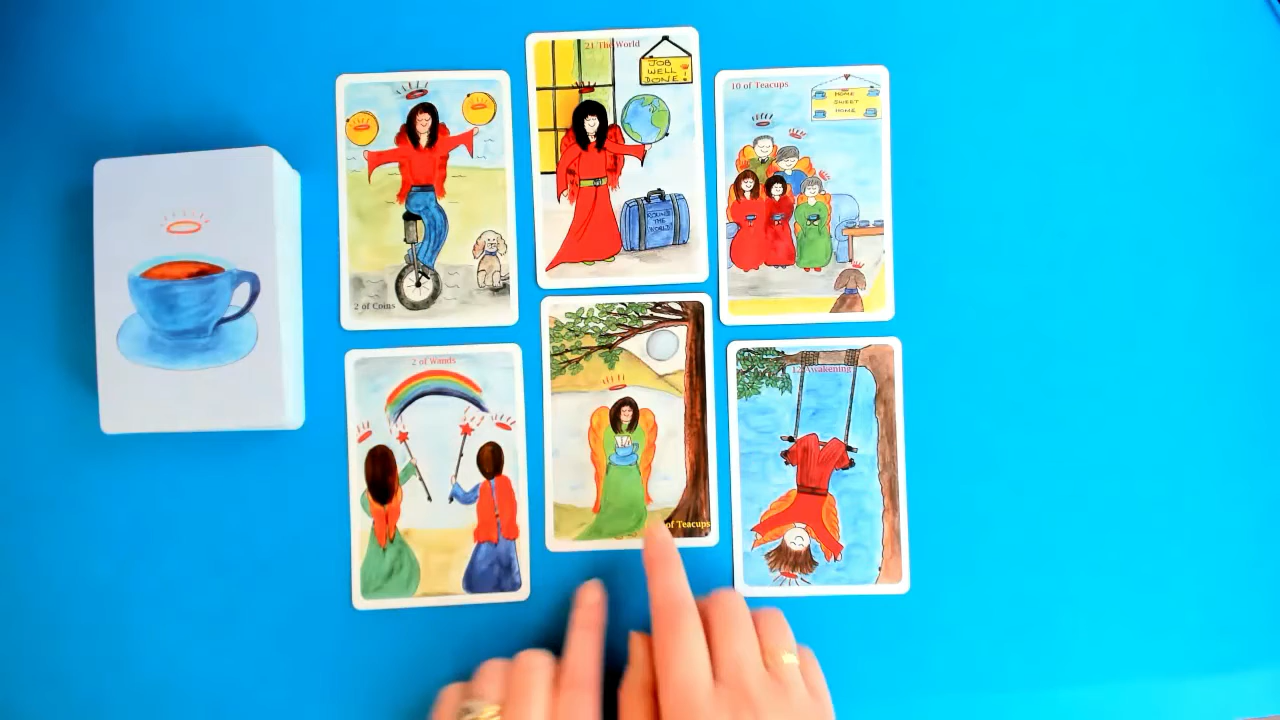 2 of Coins
21 The World
JOB
WELL
DONE!
ROUND
THE
WORLD
10 of Teacups
HOME
SWEET
HOME
2 of Wands
of Teacups
12 Awakening